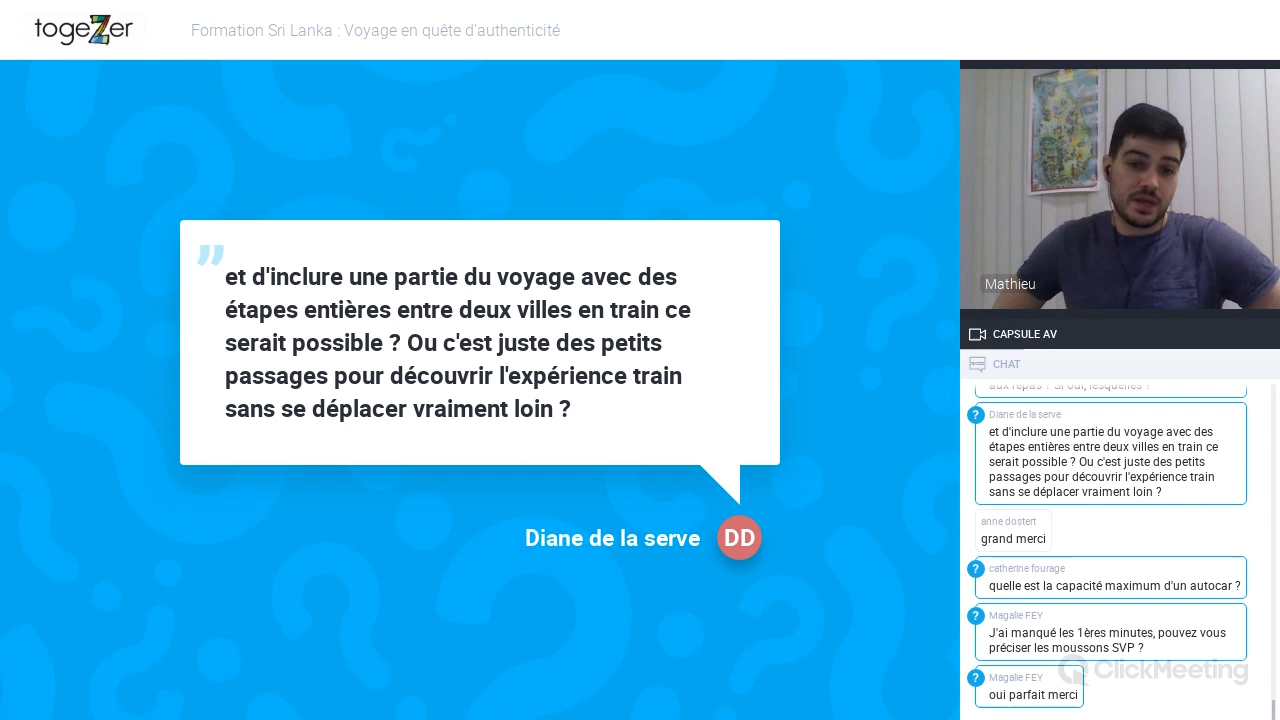 togeZer
Formation Sri Lanka : Voyage en quête d'authenticité
”
et d'inclure une partie du voyage avec des
étapes entières entre deux villes en train ce
serait possible ? Ou c'est juste des petits
passages pour découvrir l'expérience train
sans se déplacer vraiment loin ?
Diane de la serve
DD
Mathieu
CAPSULE AV
CHAT
aux repas ? Si oui, lesquelles ?
?
Diane de la serve
et d'inclure une partie du voyage avec des
étapes entières entre deux villes en train ce
serait possible ? Ou c'est juste des petits
passages pour découvrir l'expérience train
sans se déplacer vraiment loin ?
anne dostert
grand merci
?
catherine fourage
quelle est la capacité maximum d'un autocar ?
?
Magalie FEY
J'ai manqué les 1ères minutes, pouvez vous
préciser les moussons SVP ?
ClickMeeting
?
Magalie FEY
oui parfait merci